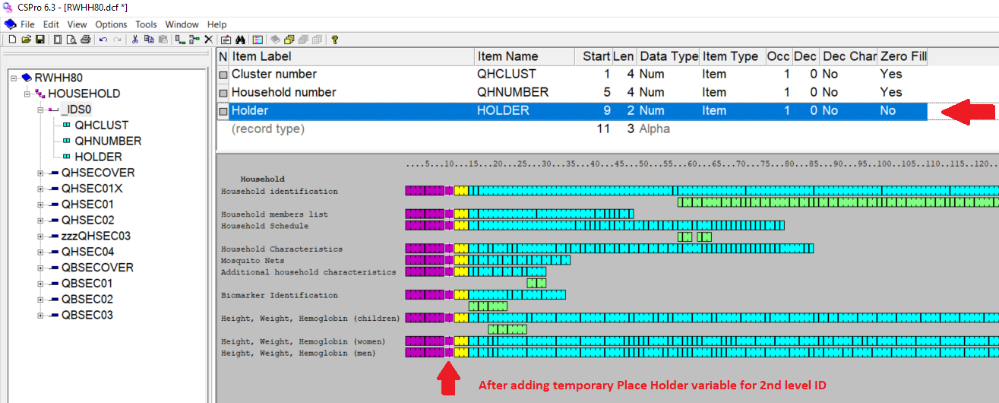 CSPro 6.3 - [RWHH80.dcf *]
File Edit View Options Tools Window Help
RWHH80
HOUSEHOLD
_IDS0
QHCLUST
QHNUMBER
HOLDER
QHSECOVER
QHSEC01X
QHSEC01
QHSEC02
zzzQHSEC03
QHSEC04
QBSECOVER
QBSEC01
QBSEC02
QBSEC03
N Item Label Item Name Start Len Data Type Item Type Occ Dec Dec Char Zero Fill
Cluster number QHCLUST 1 4 Num Item 1 0 No Yes
Household number QHNUMBER 5 4 Num Item 1 0 No Yes
Holder HOLDER 9 2 Num Item 1 0 No No
(record type) 11 3 Alpha
....5...10...15...20...25...30...35...40...45...50...55...60...65...70...75...80...85...90...95..100..105..110..115..120...
Household
Household identification
Household members list
Household Schedule
Household Characteristics
Mosquito Nets
Additional household characteristics
Biomarker Identification
Height, Weight, Hemoglobin (children)
Height, Weight, Hemoglobin (women)
Height, Weight, Hemoglobin (men)
After adding temporary Place Holder variable for 2nd level ID